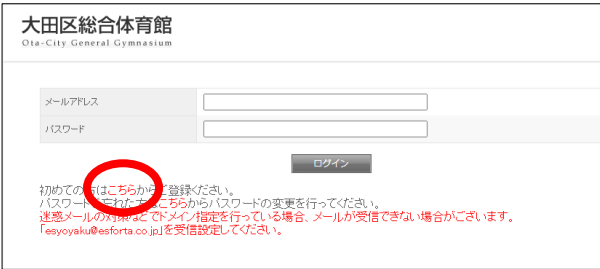 大田区総合体育館
Ota-City General Gymnasium
メールアドレス
パスワード
ログイン
初めての方はこちらからご登録ください。
パスワードを忘れた方はこちらからパスワードの変更を行ってください。
迷惑メールの対策などでドメイン指定を行っている場合、メールが受信できない場合がございます。
「esyoyaku@esforta.co.jp」を受信設定してください。